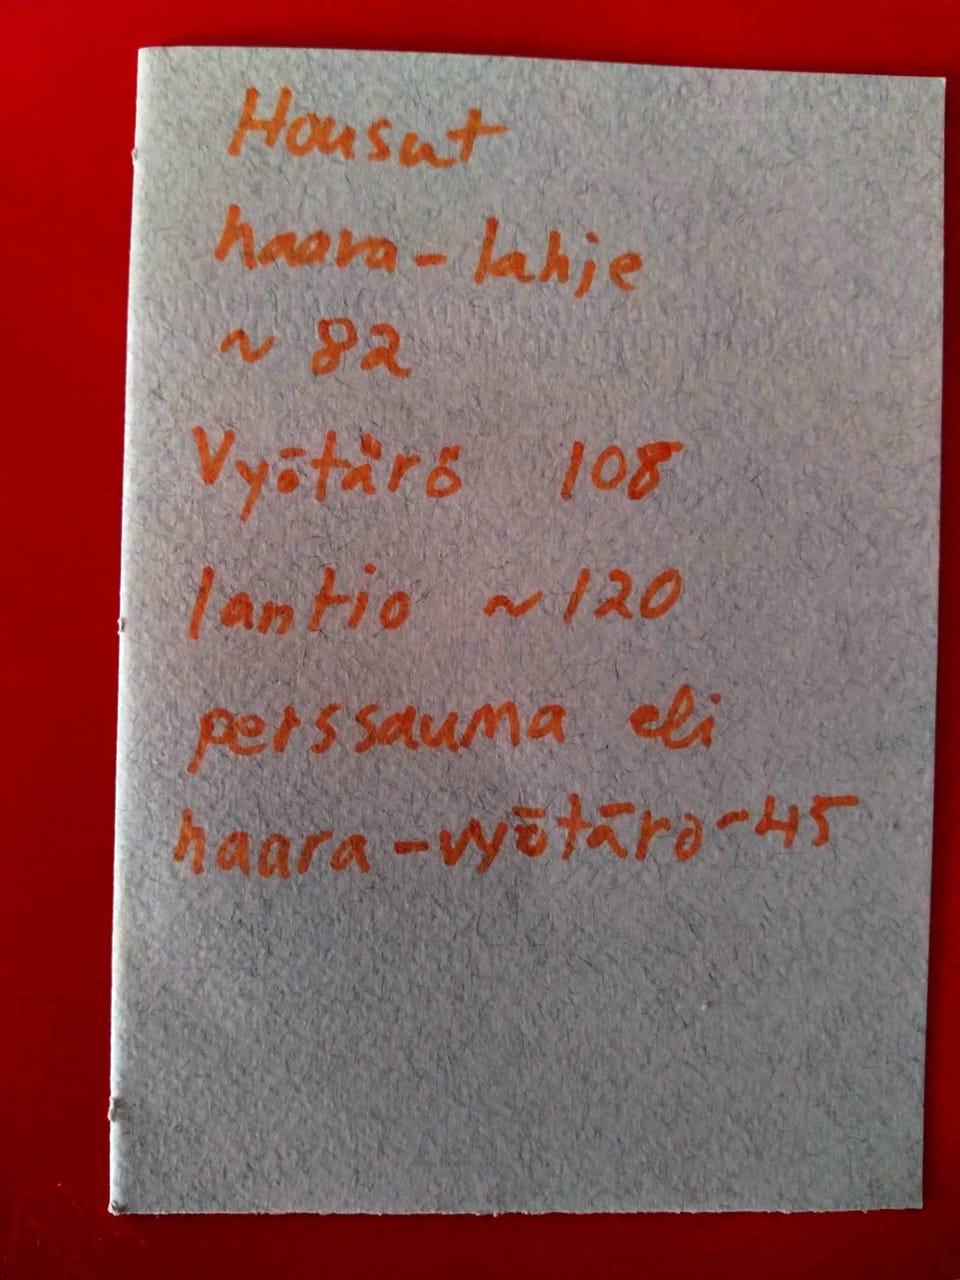 Housut
haara-lahje
~ 82
Vyötärö 108
lantio ~120
perssauma eli
haara-vyötärö-45